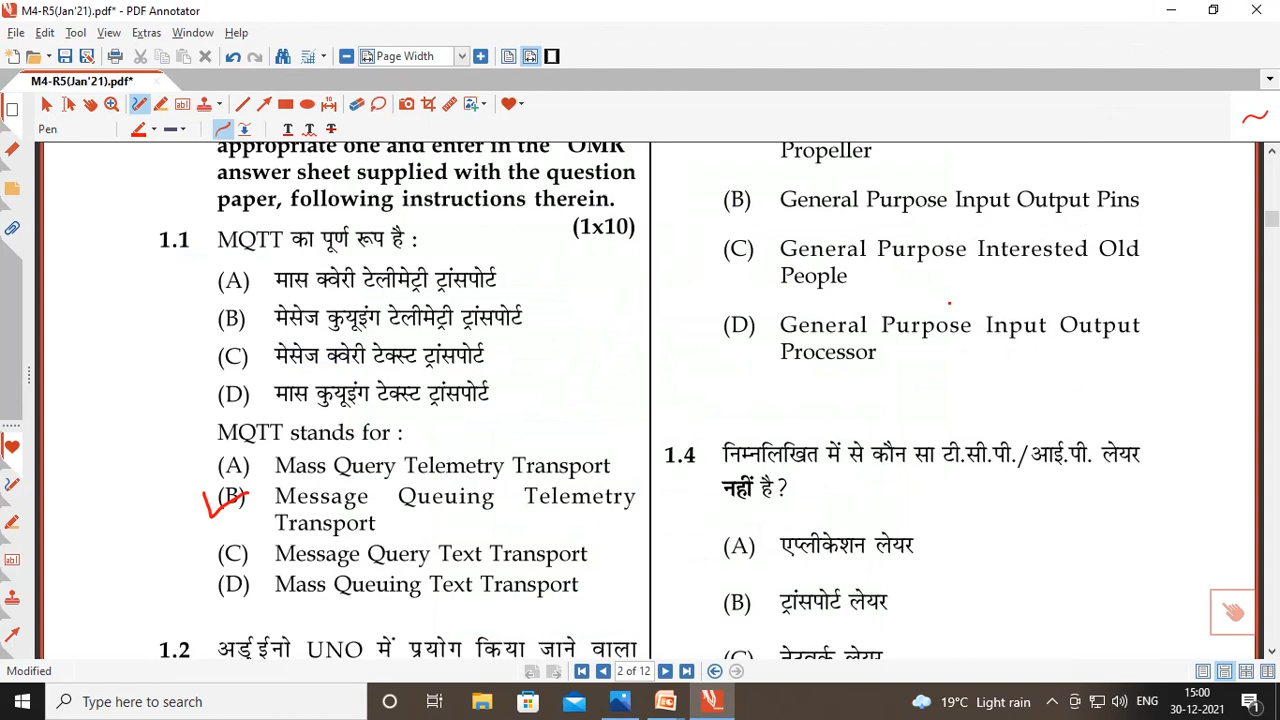 M4-R5(Jan'21).pdf* - PDF Annotator
File Edit Tool View Extras Window Help
Page Width
M4-R5(Jan'21).pdf*
Pen
appropriate one and enter in the "OMR"
answer sheet supplied with the question
paper, following instructions therein.
(1x10)
1.1 MQTT का पूर्ण रूप है :
(A) मास क्वेरी टेलीमेट्री ट्रांसपोर्ट
(B) मेसेज कुयूइंग टेलीमेट्री ट्रांसपोर्ट
(C) मेसेज क्वेरी टेक्स्ट ट्रांसपोर्ट
(D) मास कुयूइंग टेक्स्ट ट्रांसपोर्ट
MQTT stands for :
(A) Mass Query Telemetry Transport
(B) Message Queuing Telemetry
Transport
(C) Message Query Text Transport
(D) Mass Queuing Text Transport
1.2 अर्डुईनो UNO में प्रयोग किया जाने वाला
Propeller
(B) General Purpose Input Output Pins
(C) General Purpose Interested Old
People
(D) General Purpose Input Output
Processor
1.4 निम्नलिखित में से कौन सा टी.सी.पी./आई.पी. लेयर
नहीं है?
(A) एप्लीकेशन लेयर
(B) ट्रांसपोर्ट लेयर
(C) नेटवर्क लेयर
Modified
2 of 12
Type here to search
19°C Light rain
ENG
15:00
30-12-2021